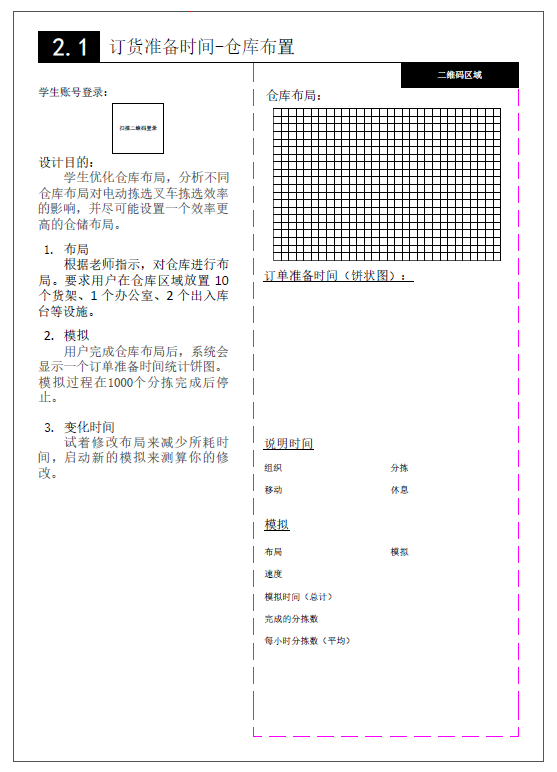 2.1 订货准备时间-仓库布置
二维码区域
学生账号登录:
扫描二维码登录
设计目的:
学生优化仓库布局，分析不同
仓库布局对电动拣选叉车拣选效率
的影响，并尽可能设置一个效率更
高的仓储布局。
1. 布局
根据老师指示，对仓库进行布
局。要求用户在仓库区域放置 10
个货架、1 个办公室、2 个出入库
台等设施。
2. 模拟
用户完成仓库布局后，系统会
显示一个订单准备时间统计饼图。
模拟过程在1000个分拣完成后停
止。
3. 变化时间
试着修改布局来减少所耗时
间，启动新的模拟来测算你的修
改。
仓库布局:
订单准备时间（饼状图）:
说明时间
组织 分拣
移动 休息
模拟
布局 模拟
速度
模拟时间（总计）
完成的分拣数
每小时分拣数（平均）